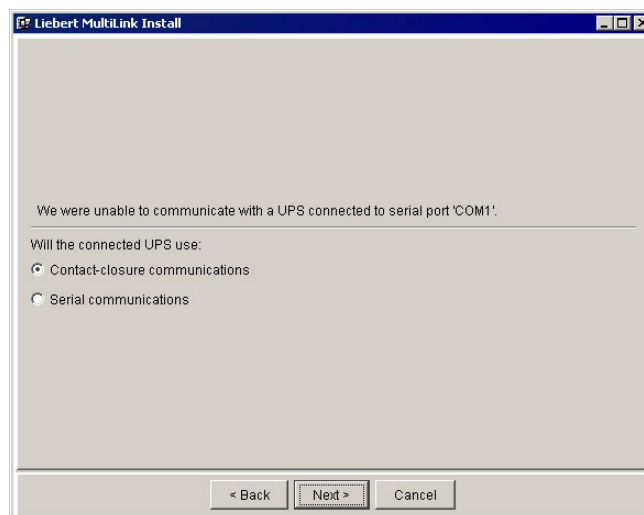 Liebert MultiLink Install
We were unable to communicate with a UPS connected to serial port 'COM1'.
Will the connected UPS use:
Contact-closure communications
Serial communications
< Back Next > Cancel